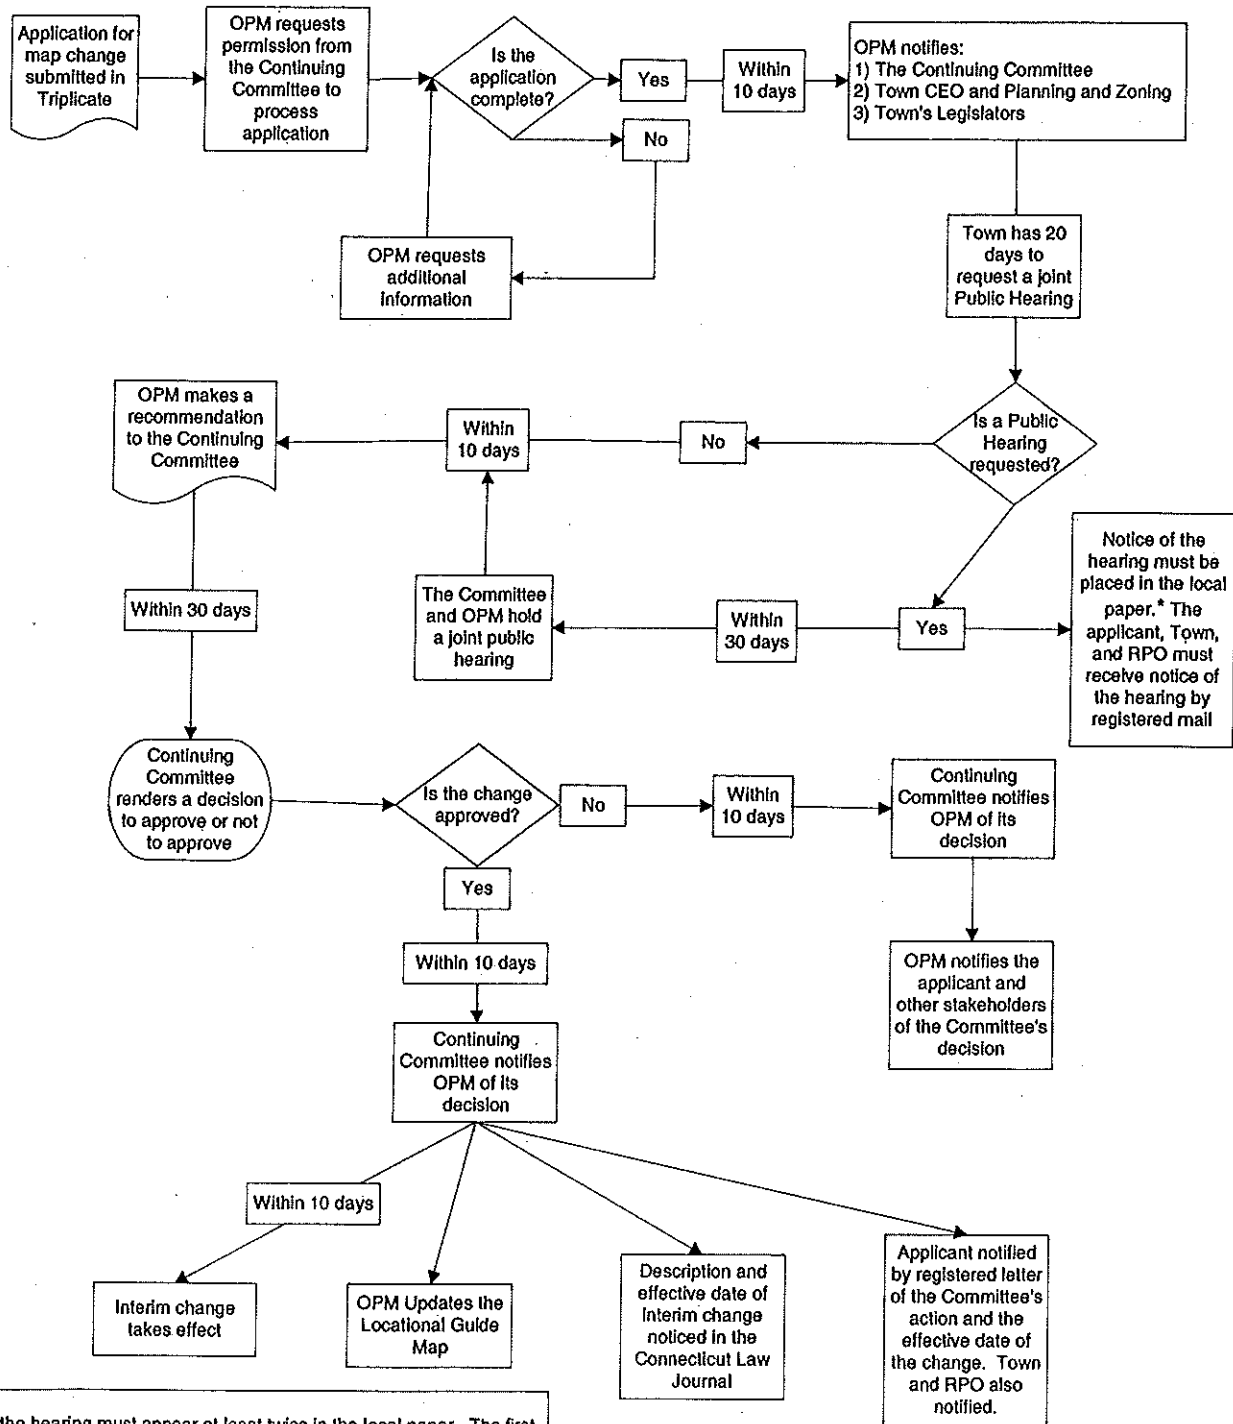 Application for
map change
submitted in
Triplicate
OPM requests
permission from
the Continuing
Committee to
process
application
Is the
application
complete?
Yes
Within
10 days
OPM notifies:
1) The Continuing Committee
2) Town CEO and Planning and Zoning
3) Town's Legislators
No
OPM requests
additional
information
Town has 20
days to
request a joint
Public Hearing
Is a Public
Hearing
requested?
No
Within
10 days
OPM makes a
recommendation
to the Continuing
Committee
Within 30 days
The Committee
and OPM hold
a joint public
hearing
Within
30 days
Yes
Notice of the
hearing must be
placed in the local
paper.* The
applicant, Town,
and RPO must
receive notice of
the hearing by
registered mail
Continuing
Committee
renders a decision
to approve or not
to approve
Is the change
approved?
No
Within
10 days
Continuing
Committee notifies
OPM of its
decision
Yes
Within 10 days
OPM notifies the
applicant and
other stakeholders
of the Committee's
decision
Continuing
Committee notifies
OPM of its
decision
Within 10 days
Interim change
takes effect
OPM Updates the
Locational Guide
Map
Description and
effective date of
Interim change
noticed in the
Connecticut Law
Journal
Applicant notified
by registered letter
of the Committee's
action and the
effective date of
the change. Town
and RPO also
notified.
the hearing must appear at least twice in the local paper. The first